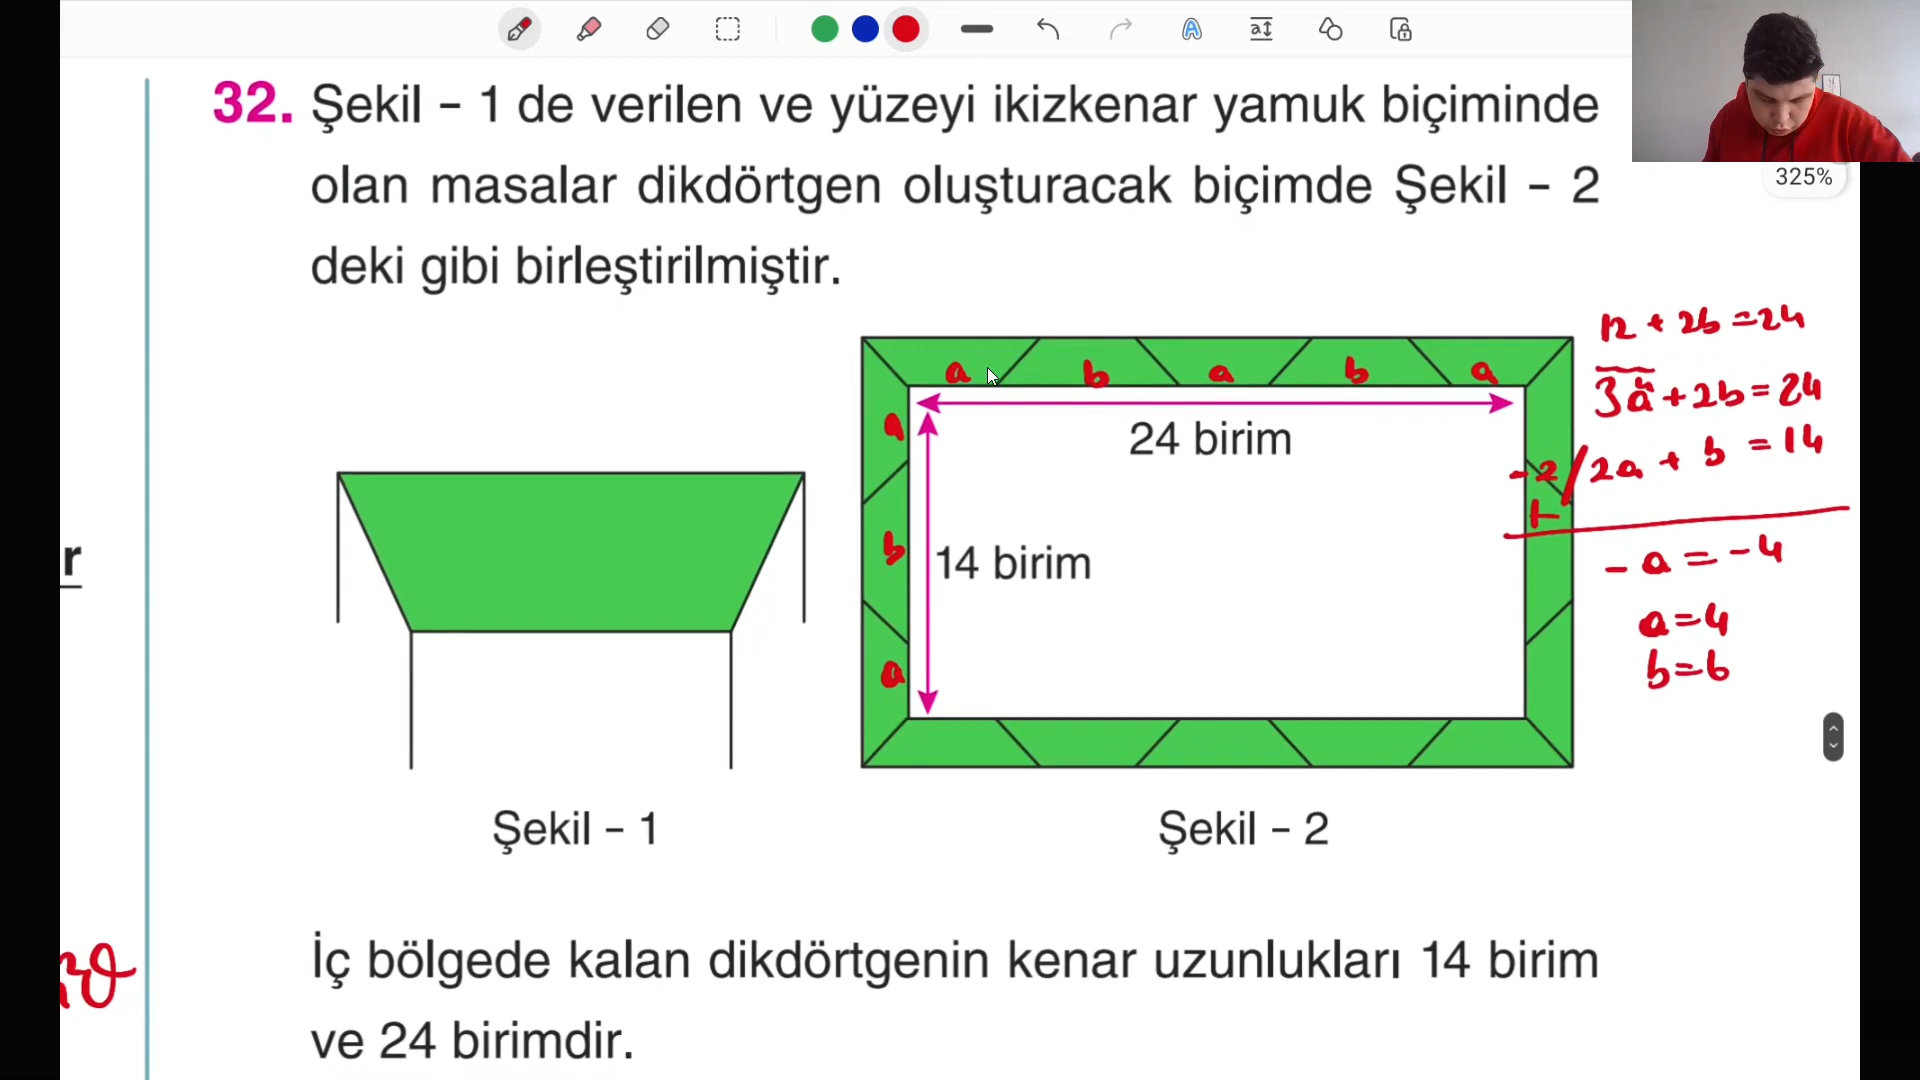 aI
325%
32. Şekil – 1 de verilen ve yüzeyi ikizkenar yamuk biçiminde
olan masalar dikdörtgen oluşturacak biçimde Şekil – 2
deki gibi birleştirilmiştir.
12 + 2b = 24
3a + 2b = 24
-2/ 2a + b = 14
+
- a = - 4
a = 4
b = 6
a b a b a
a
b
a
24 birim
14 birim
Şekil – 1
Şekil – 2
r
İç bölgede kalan dikdörtgenin kenar uzunlukları 14 birim
ve 24 birimdir.